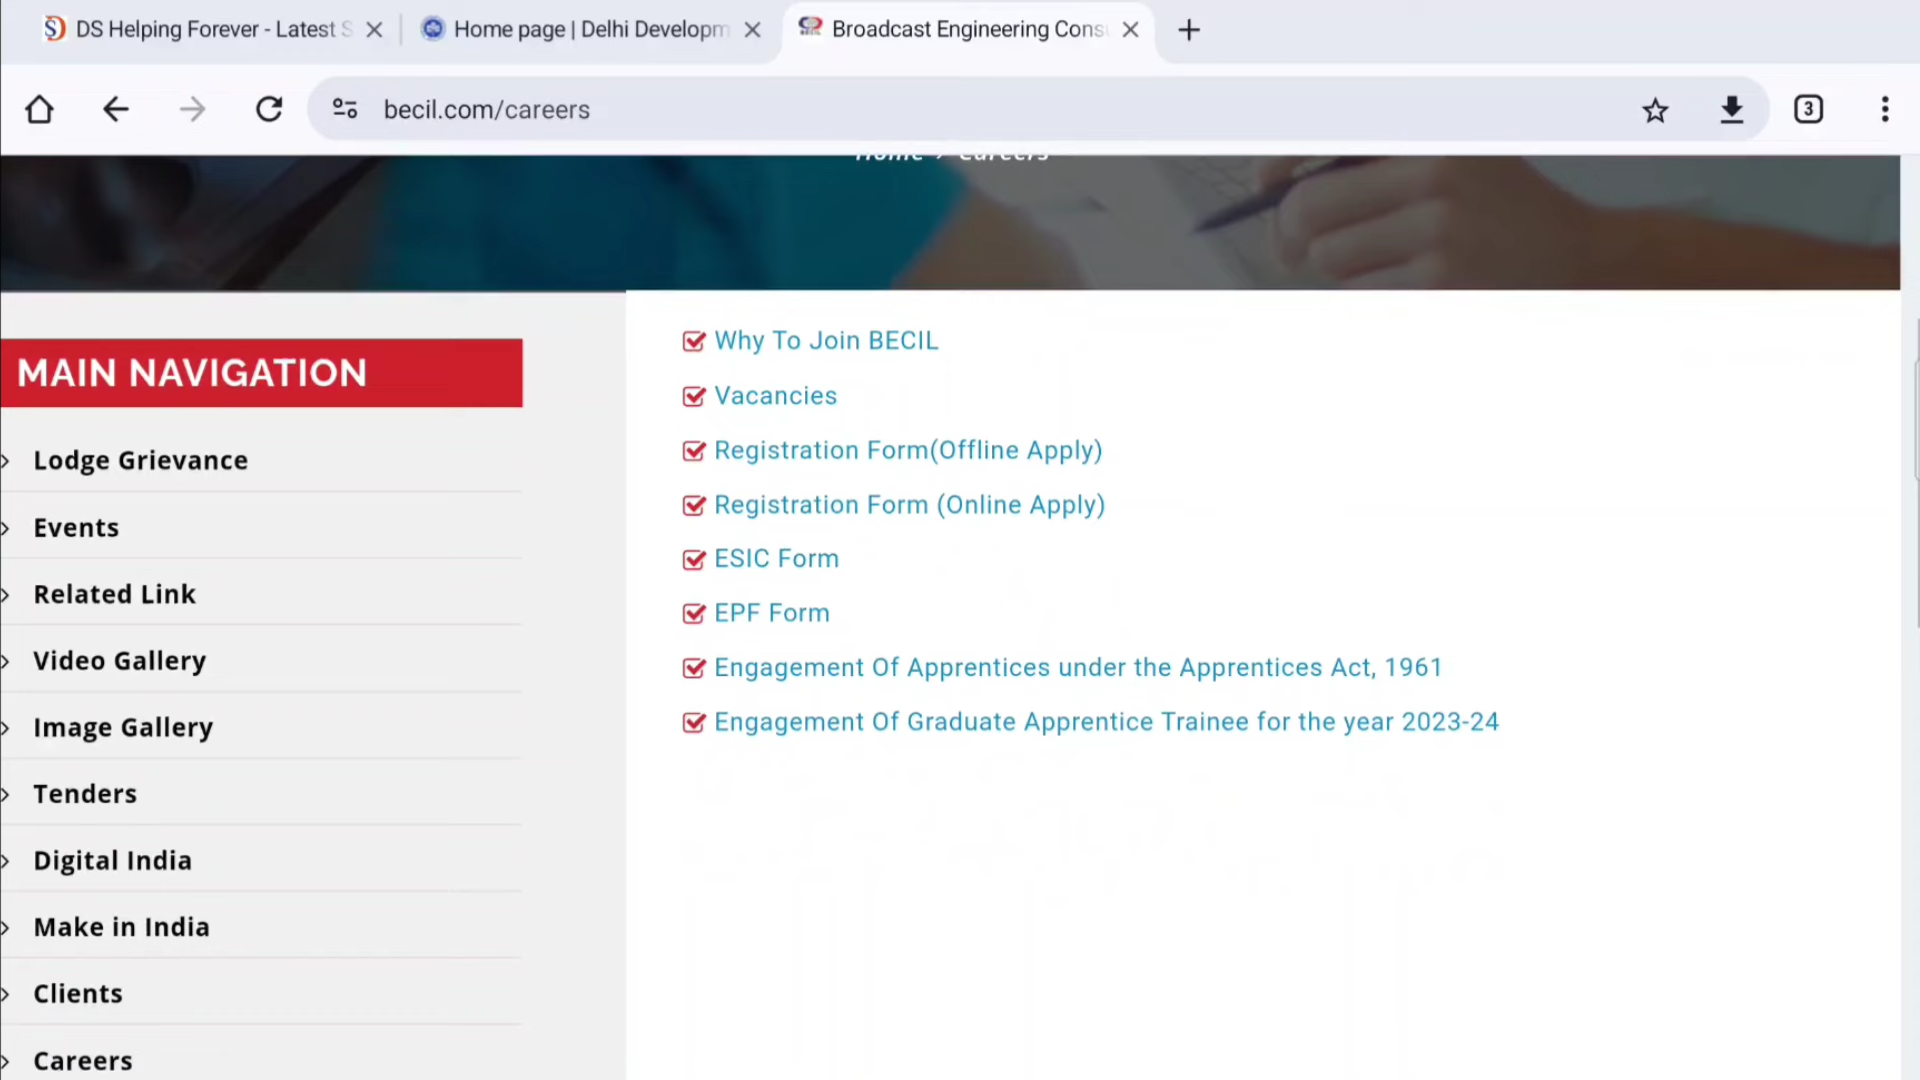 DS Helping Forever - Latest S
Home page | Delhi Developm
Broadcast Engineering Cons
becil.com/careers
3
Home > Careers
MAIN NAVIGATION
Lodge Grievance
Events
Related Link
Video Gallery
Image Gallery
Tenders
Digital India
Make in India
Clients
Careers
Why To Join BECIL
Vacancies
Registration Form(Offline Apply)
Registration Form (Online Apply)
ESIC Form
EPF Form
Engagement Of Apprentices under the Apprentices Act, 1961
Engagement Of Graduate Apprentice Trainee for the year 2023-24